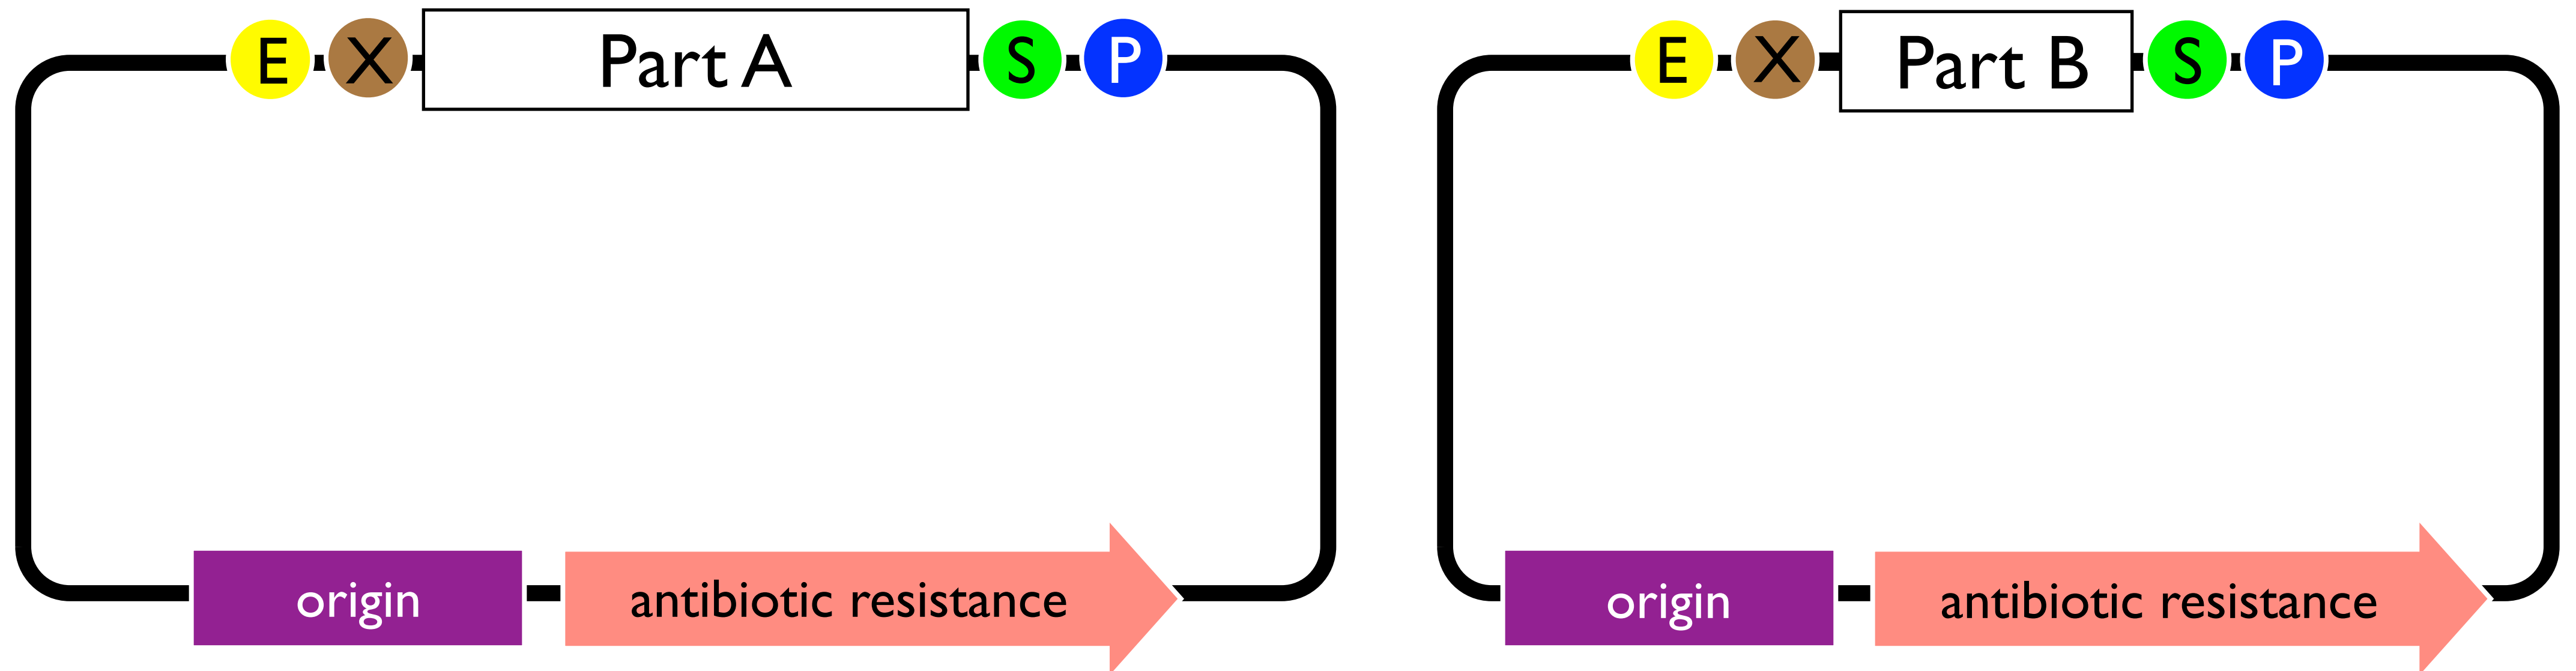 E X Part A S P
E X Part B S P
origin antibiotic resistance
origin antibiotic resistance